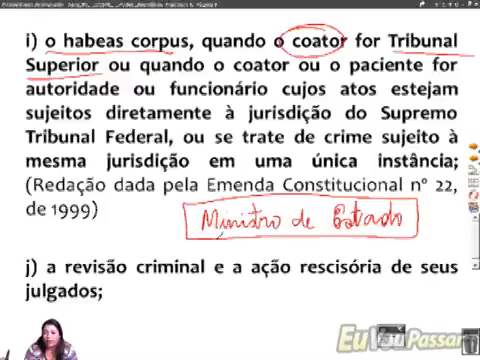 i) o habeas corpus, quando o coator for Tribunal
Superior ou quando o coator ou o paciente for
autoridade ou funcionário cujos atos estejam
sujeitos diretamente à jurisdição do Supremo
Tribunal Federal, ou se trate de crime sujeito à
mesma jurisdição em uma única instância;
(Redação dada pela Emenda Constitucional nº 22,
de 1999)
Ministro de Estado
j) a revisão criminal e a ação rescisória de seus
julgados;
EuVouPassar